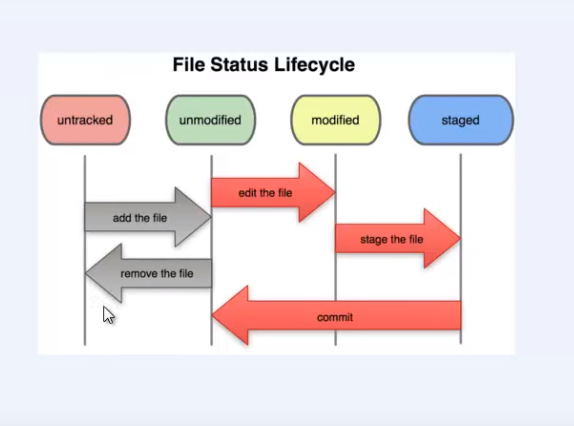 File Status Lifecycle
untracked
unmodified
modified
staged
edit the file
add the file
stage the file
remove the file
commit